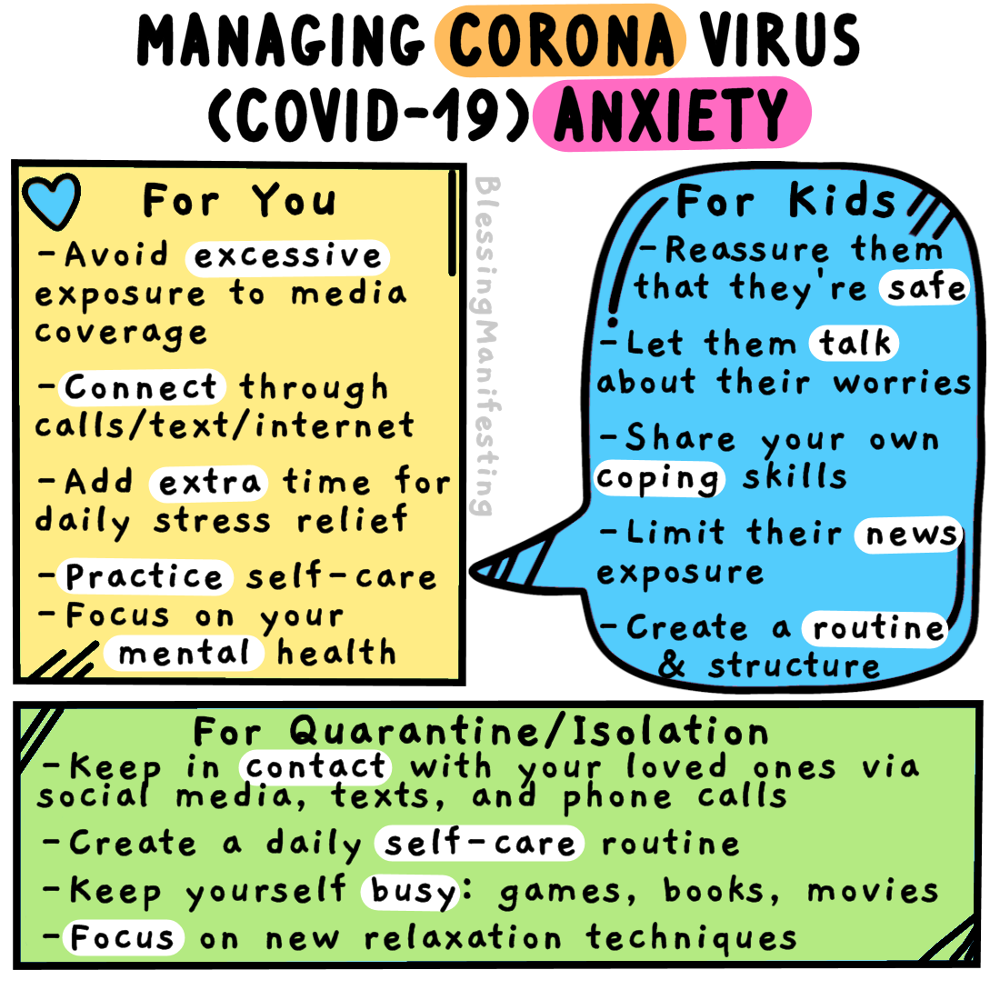 MANAGING CORONA VIRUS
(COVID-19) ANXIETY
For You
-Avoid excessive
exposure to media
coverage
-Connect through
calls/text/internet
-Add extra time for
daily stress relief
-Practice self-care
-Focus on your
mental health
BlessingManifesting
For Kids
-Reassure them
that they're safe
-Let them talk
about their worries
-Share your own
coping skills
-Limit their news
exposure
-Create a routine
& structure
For Quarantine/Isolation
-Keep in contact with your loved ones via
social media, texts, and phone calls
-Create a daily self-care routine
-Keep yourself busy: games, books, movies
-Focus on new relaxation techniques